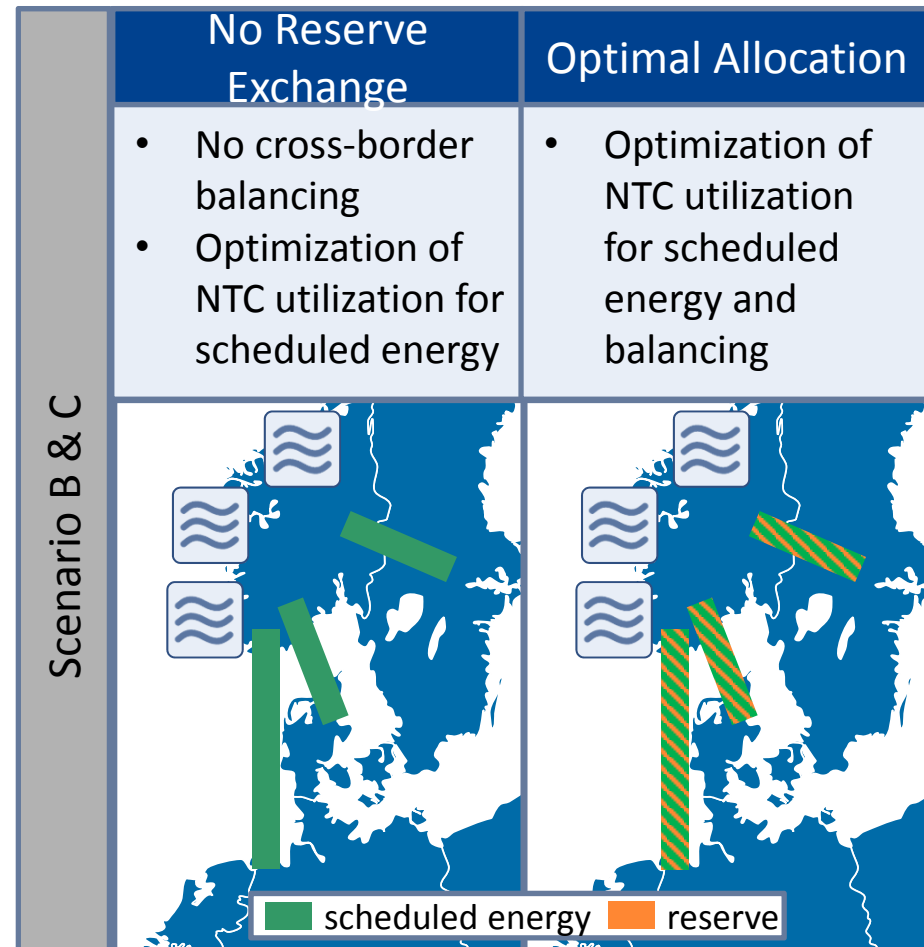 No Reserve
Exchange
Optimal Allocation
Scenario B & C
• No cross-border
balancing
• Optimization of
NTC utilization for
scheduled energy
• Optimization of
NTC utilization
for scheduled
energy and
balancing
scheduled energy
reserve